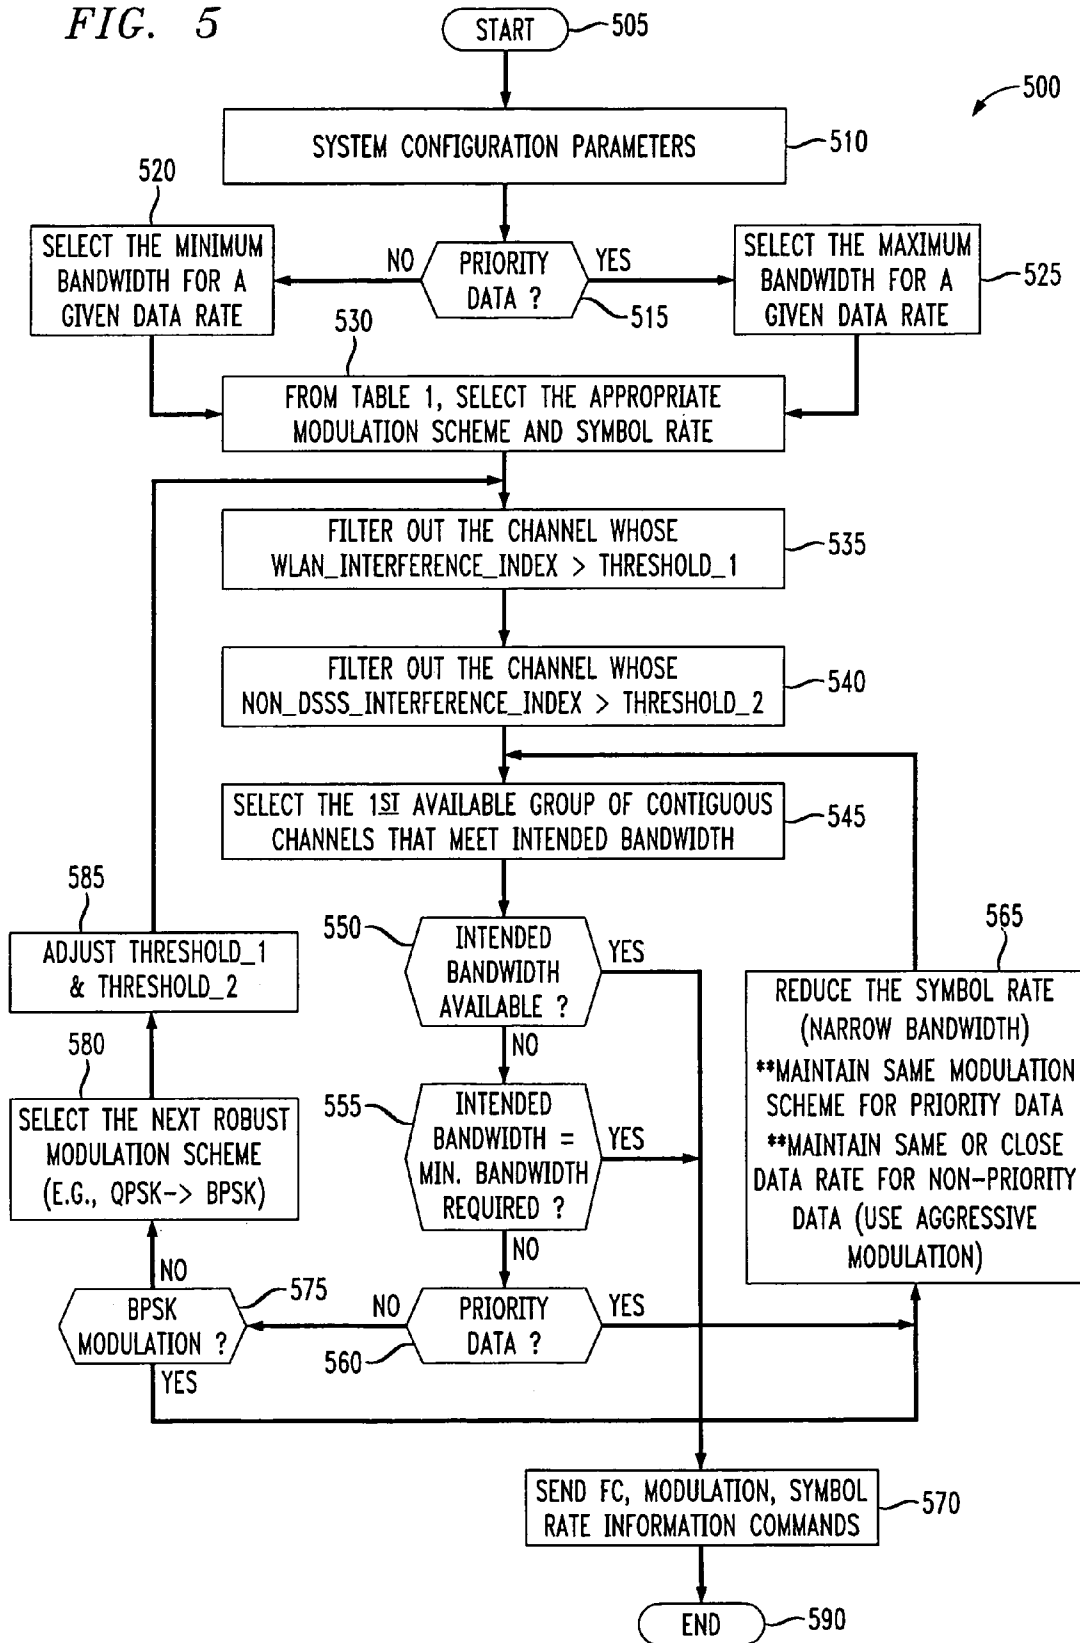 FIG. 5
START
505
500
SYSTEM CONFIGURATION PARAMETERS
510
520
SELECT THE MINIMUM
BANDWIDTH FOR A
GIVEN DATA RATE
NO
PRIORITY
DATA ?
YES
515
SELECT THE MAXIMUM
BANDWIDTH FOR A
GIVEN DATA RATE
525
530
FROM TABLE 1, SELECT THE APPROPRIATE
MODULATION SCHEME AND SYMBOL RATE
FILTER OUT THE CHANNEL WHOSE
WLAN_INTERFERENCE_INDEX > THRESHOLD_1
535
FILTER OUT THE CHANNEL WHOSE
NON_DSSS_INTERFERENCE_INDEX > THRESHOLD_2
540
SELECT THE 1ST AVAILABLE GROUP OF CONTIGUOUS
CHANNELS THAT MEET INTENDED BANDWIDTH
545
585
ADJUST THRESHOLD_1
& THRESHOLD_2
550
INTENDED
BANDWIDTH
AVAILABLE ?
YES
NO
565
REDUCE THE SYMBOL RATE
(NARROW BANDWIDTH)
**MAINTAIN SAME MODULATION
SCHEME FOR PRIORITY DATA
**MAINTAIN SAME OR CLOSE
DATA RATE FOR NON-PRIORITY
DATA (USE AGGRESSIVE
MODULATION)
580
SELECT THE NEXT ROBUST
MODULATION SCHEME
(E.G., QPSK-> BPSK)
555
INTENDED
BANDWIDTH =
MIN. BANDWIDTH
REQUIRED ?
YES
NO
NO
575
BPSK
MODULATION ?
YES
NO
560
PRIORITY
DATA ?
YES
SEND FC, MODULATION, SYMBOL
RATE INFORMATION COMMANDS
570
END
590